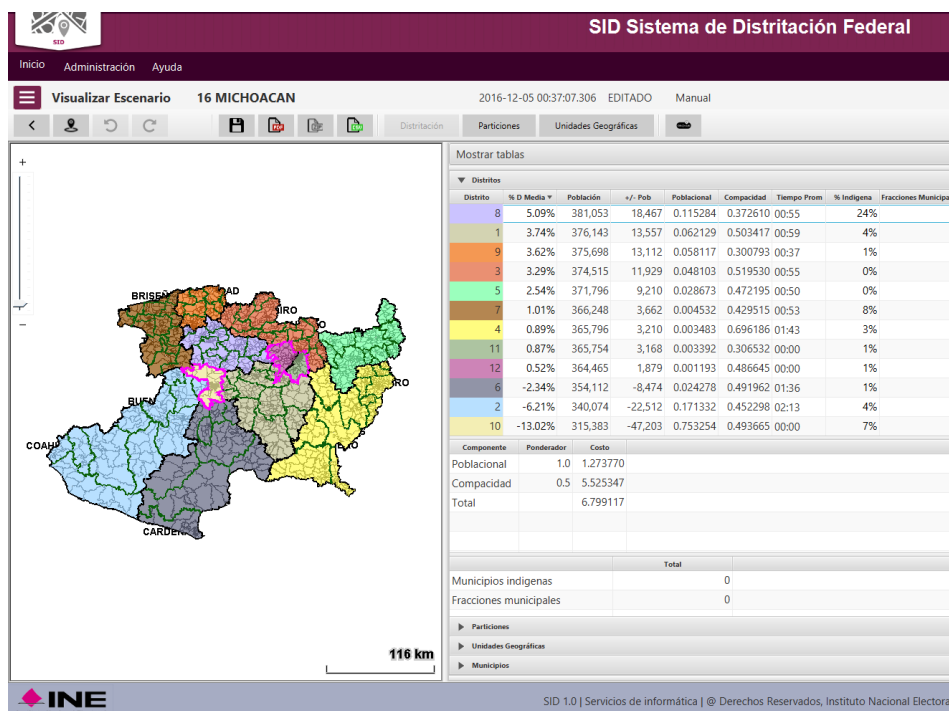 SID
SID Sistema de Distritación Federal
Inicio Administración Ayuda
Visualizar Escenario 16 MICHOACAN 2016-12-05 00:37:07.306 EDITADO Manual
PDF CSV Distritación Particiones Unidades Geográficas
Mostrar tablas
Distritos
Distrito % D Media Población +/- Pob Poblacional Compacidad Tiempo Prom % Indigena Fracciones Municipa
8 5.09% 381,053 18,467 0.115284 0.372610 00:55 24%
1 3.74% 376,143 13,557 0.062129 0.503417 00:59 4%
9 3.62% 375,698 13,112 0.058117 0.300793 00:37 1%
3 3.29% 374,515 11,929 0.048103 0.519530 00:55 0%
5 2.54% 371,796 9,210 0.028673 0.472195 00:50 0%
7 1.01% 366,248 3,662 0.004532 0.429515 00:53 8%
4 0.89% 365,796 3,210 0.003483 0.696186 01:43 3%
11 0.87% 365,754 3,168 0.003392 0.306532 00:00 1%
12 0.52% 364,465 1,879 0.001193 0.486645 00:00 1%
6 -2.34% 354,112 -8,474 0.024278 0.491962 01:36 1%
2 -6.21% 340,074 -22,512 0.171332 0.452298 02:13 4%
10 -13.02% 315,383 -47,203 0.753254 0.493665 00:00 7%
Componente Ponderador Costo
Poblacional 1.0 1.273770
Compacidad 0.5 5.525347
Total 6.799117
Total
Municipios indigenas 0
Fracciones municipales 0
Particiones
Unidades Geográficas
Municipios
+
−
BRISEÑ
AD
IRO
RO
BUEN
COAH
CARDEN
116 km
INE
SID 1.0 | Servicios de informática | @ Derechos Reservados, Instituto Nacional Electora